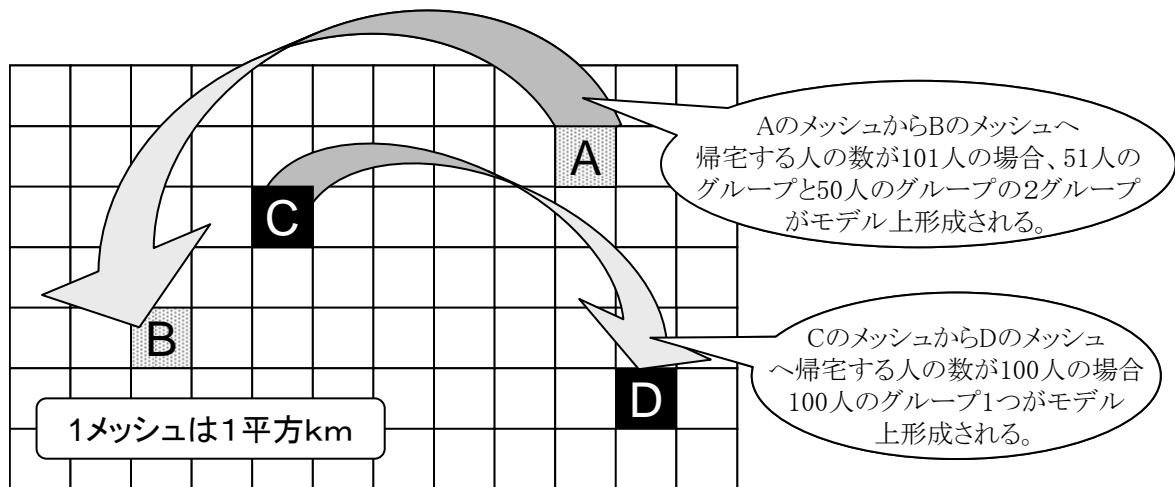 AのメッシュからBのメッシュへ
帰宅する人の数が101人の場合、51人の
グループと50人のグループの2グループ
がモデル上形成される。
A
C
B
CのメッシュからDのメッシュ
へ帰宅する人の数が100人の場合
100人のグループ1つがモデル
上形成される。
D
1メッシュは1平方km